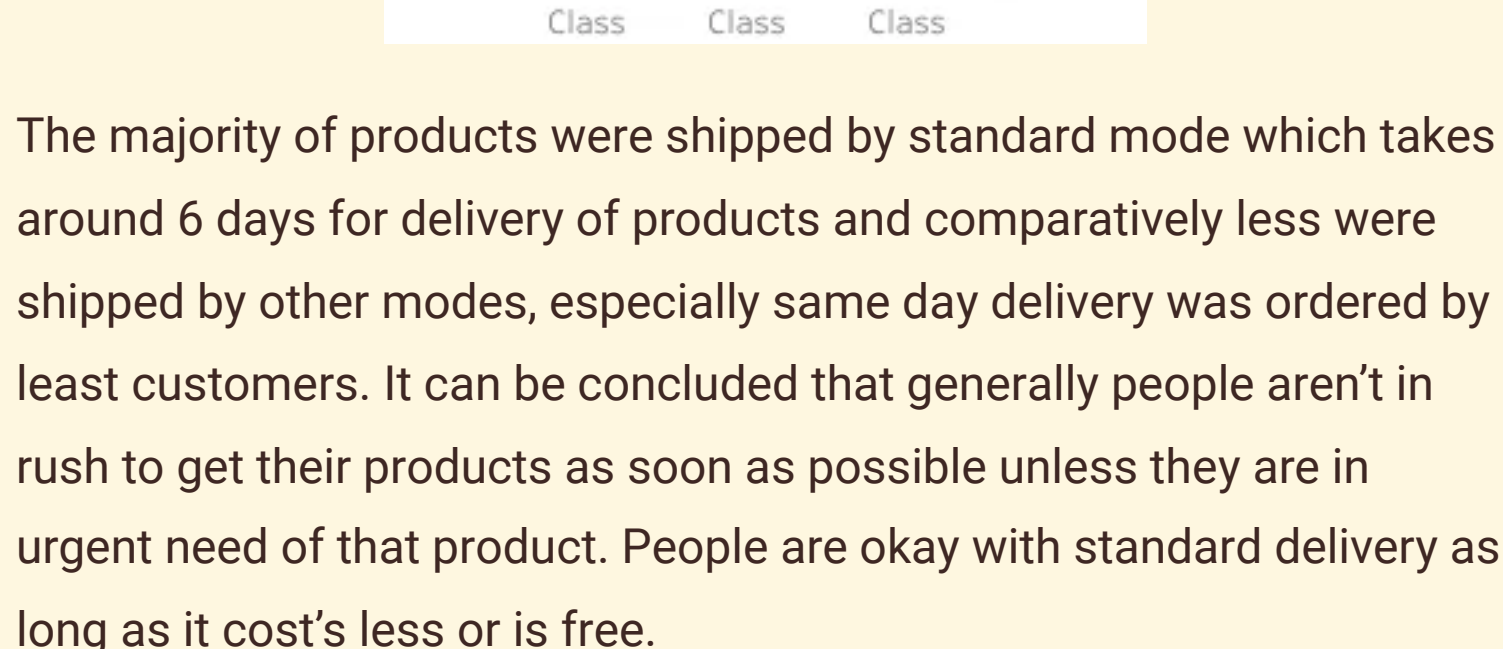 Class Class Class
The majority of products were shipped by standard mode which takes
around 6 days for delivery of products and comparatively less were
shipped by other modes, especially same day delivery was ordered by
least customers. It can be concluded that generally people aren’t in
rush to get their products as soon as possible unless they are in
urgent need of that product. People are okay with standard delivery as
long as it cost’s less or is free.